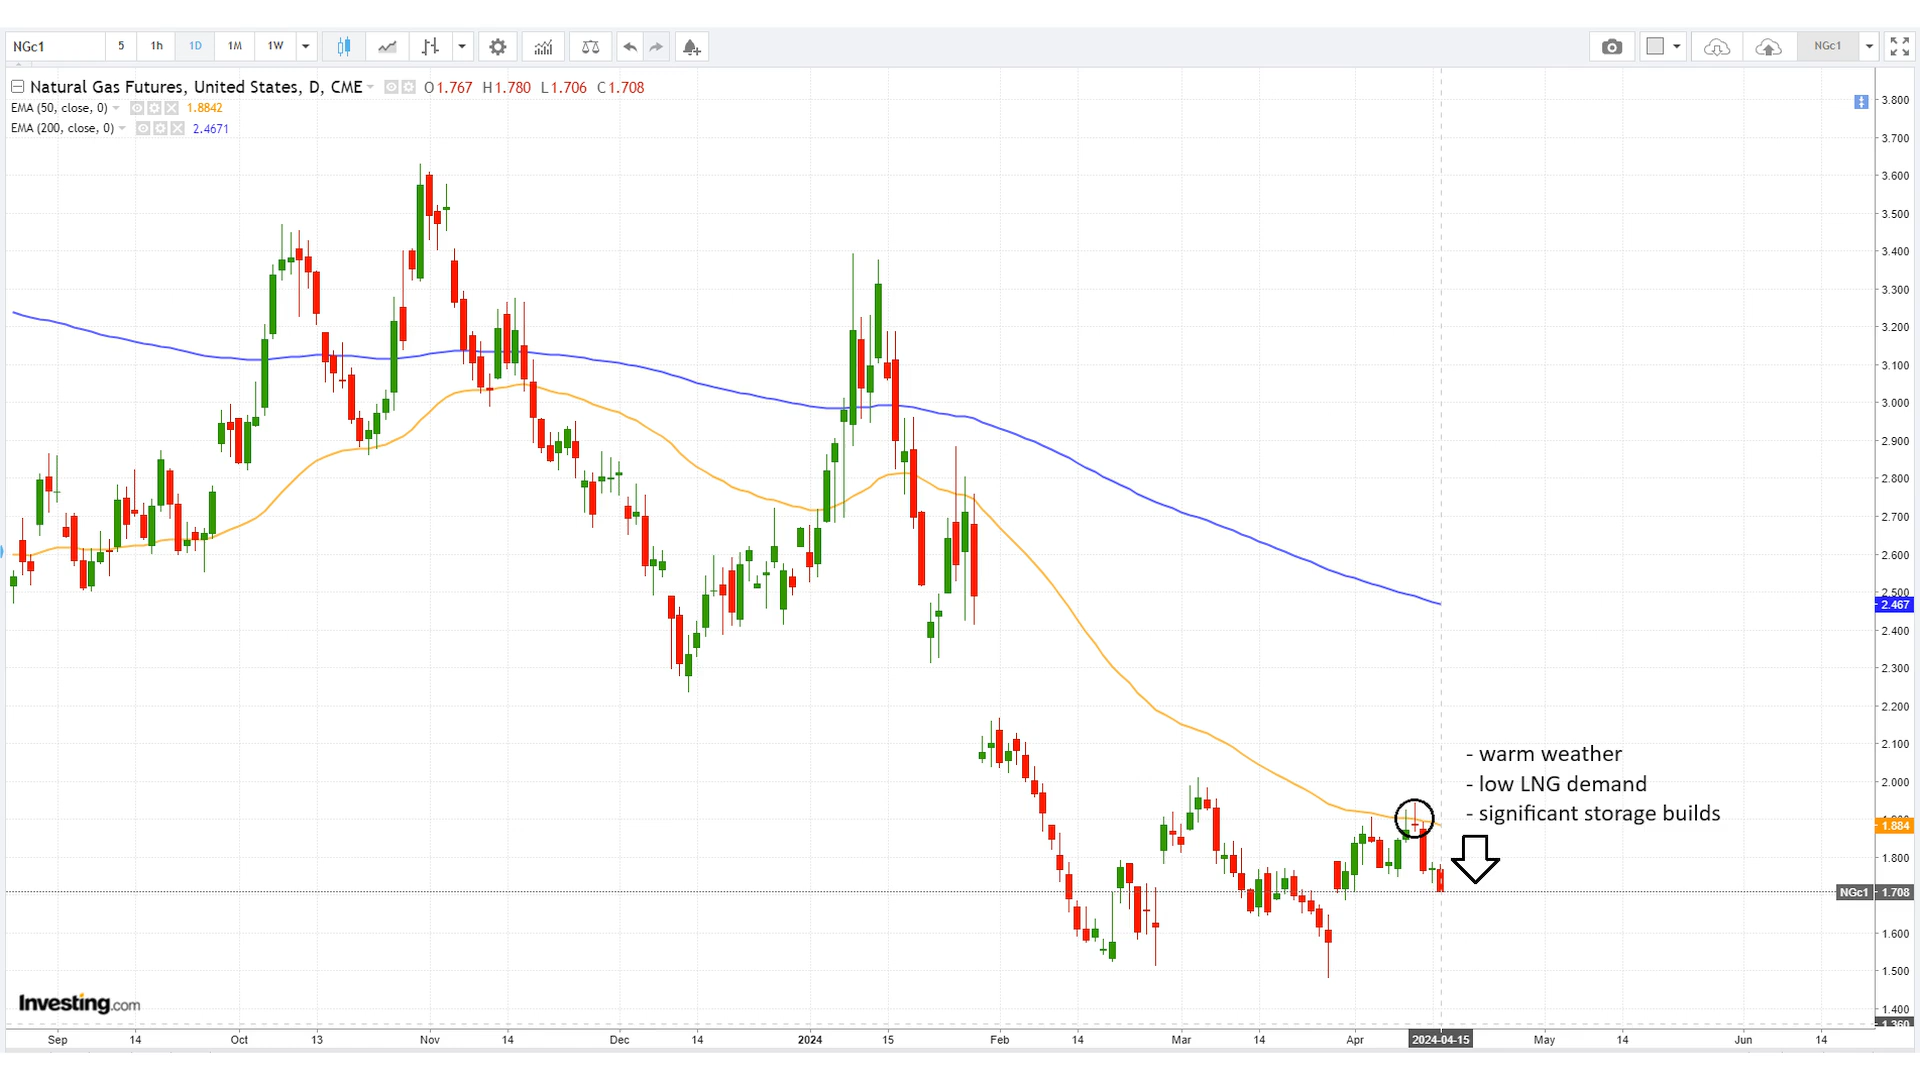 NGc1 5 1h 1D 1M 1W NGc1
Natural Gas Futures, United States, D, CME O1.767 H1.780 L1.706 C1.708
EMA (50, close, 0) 1.8842
EMA (200, close, 0) 2.4671
3.800
3.700
3.600
3.500
3.400
3.300
3.200
3.100
3.000
2.900
2.800
2.700
2.600
2.500
2.467
2.400
2.300
2.200
2.100
- warm weather
2.000
- low LNG demand
- significant storage builds
1.884
1.800
NGc1 1.708
1.600
1.500
Investing.com
1.400
1.360
Sep 14 Oct 13 Nov 14 Dec 14 2024 15 Feb 14 Mar 14 Apr 2024-04-15 May 14 Jun 14